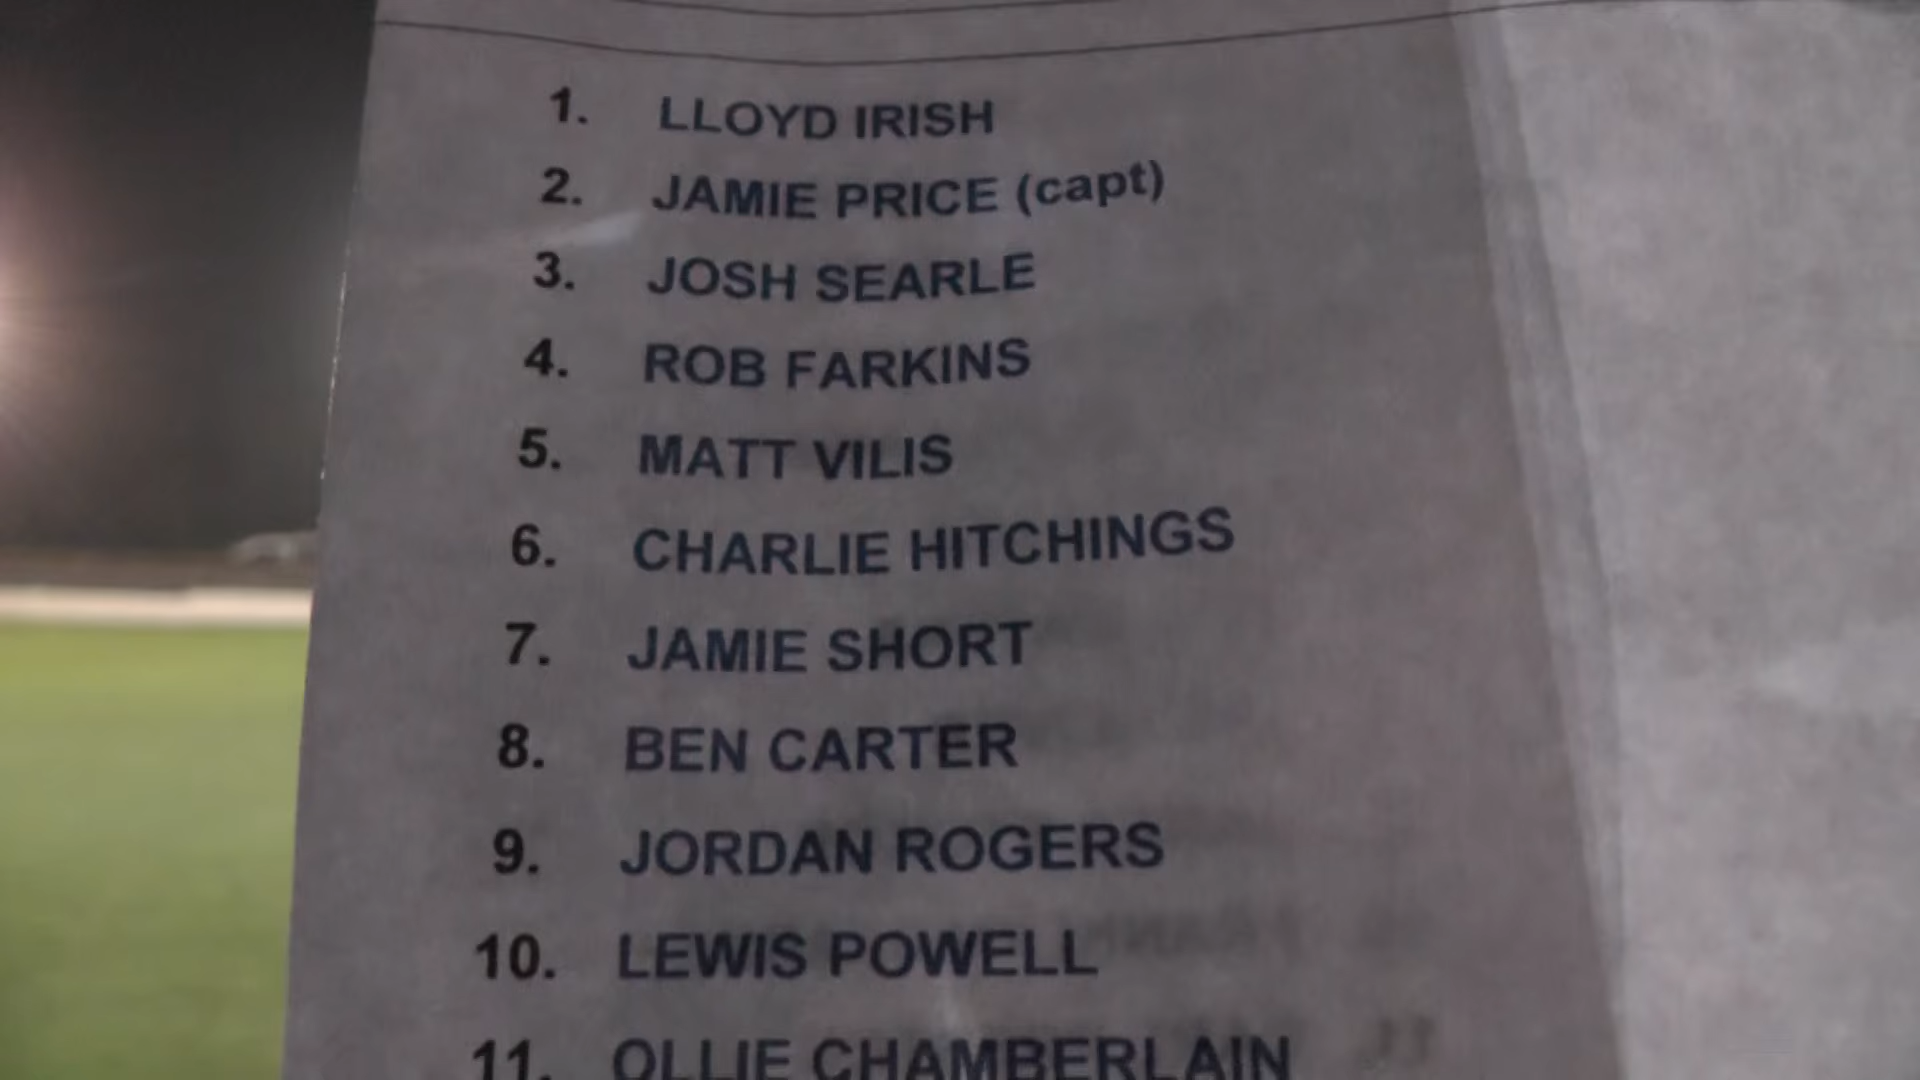 1. LLOYD IRISH
2. JAMIE PRICE (capt)
3. JOSH SEARLE
4. ROB FARKINS
5. MATT VILIS
6. CHARLIE HITCHINGS
7. JAMIE SHORT
8. BEN CARTER
9. JORDAN ROGERS
10. LEWIS POWELL
11. OLLIE CHAMBERLAIN